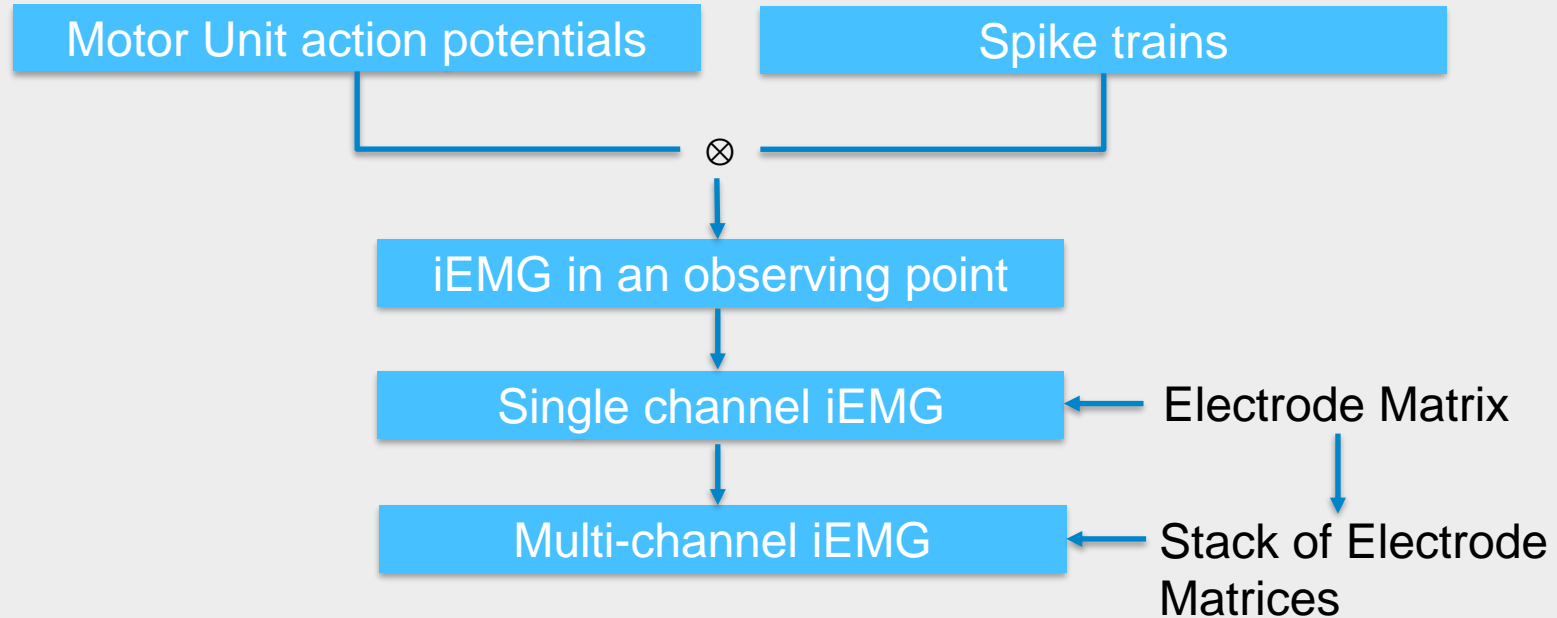 Motor Unit action potentials
Spike trains
⊗
iEMG in an observing point
Single channel iEMG
Electrode Matrix
Multi-channel iEMG
Stack of Electrode
Matrices